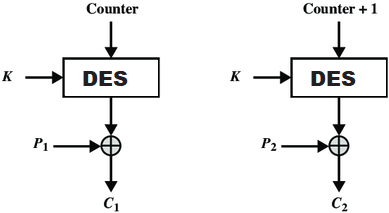 Counter
Counter + 1
K
DES
K
DES
P1
P2
C1
C2